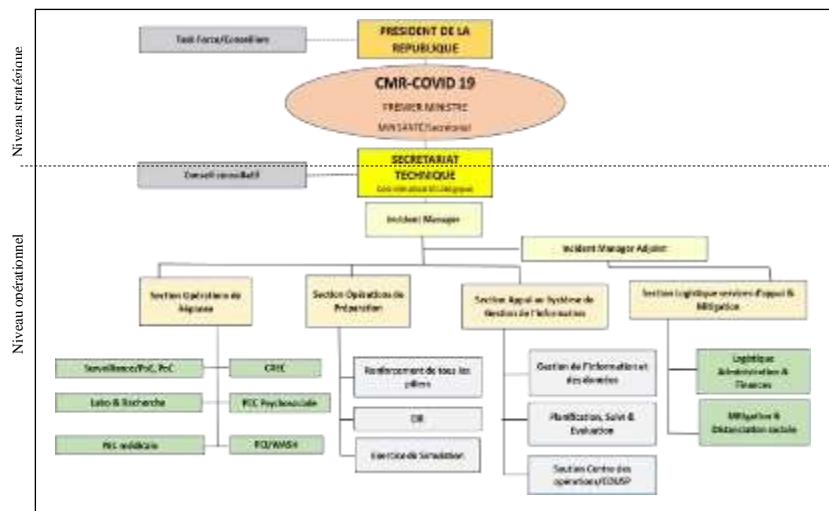 Niveau stratégique
Task Force/Conseillers
PRESIDENT DE LA
REPUBLIQUE
CMR-COVID 19
PREMIER MINISTRE
MINSANTE/Secrétariat
Niveau opérationnel
Conseil consultatif
SECRETARIAT
TECHNIQUE
Incident Manager
Incident Manager Adjoint
Section Opérations de
Réponse
Section Opérations de
Préparation
Section Appui au Système de
Gestion de l'Information
Section Logistique services d'appui &
Mitigation
Surveillance/PoE, PoC
CREC
Labo & Recherche
PEC Psychosociale
PEC médicale
PCI/WASH
Renforcement de tous les
piliers
Exercice de Simulation
Gestion de l'Information et
des données
Planification, Suivi &
Evaluation
Soutien Centre des
opérations/COUSP
Logistique
Administration &
Finances
Mitigation &
Distanciation sociale